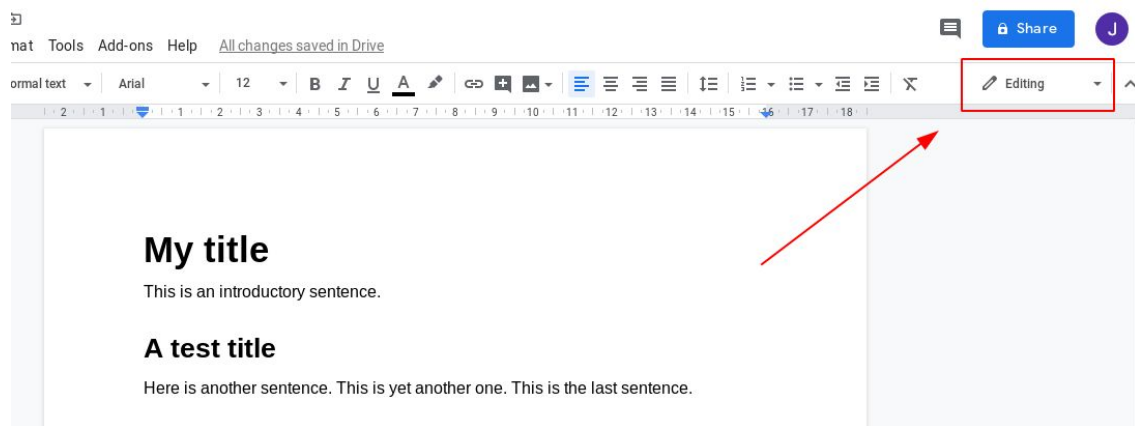 mat Tools Add-ons Help All changes saved in Drive
Share
J
ormal text Arial 12 B I U A Editing
2 1 1 2 3 4 5 6 7 8 9 10 11 12 13 14 15 16 17 18
My title
This is an introductory sentence.
A test title
Here is another sentence. This is yet another one. This is the last sentence.